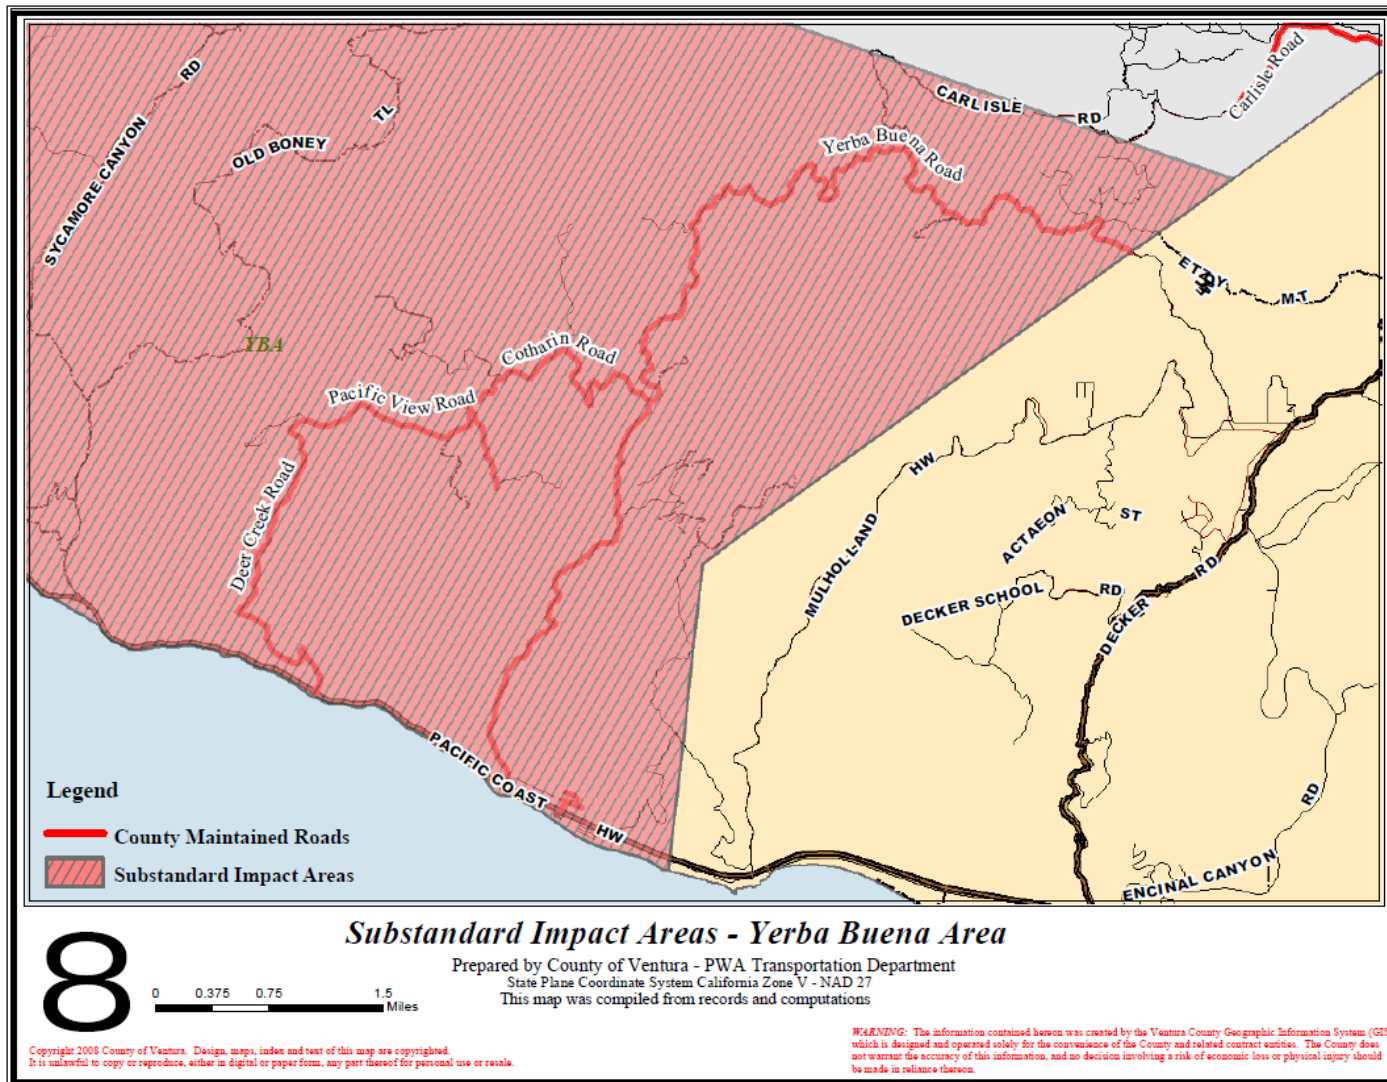 SYCAMORE CANYON RD
OLD BONEY TL
CARLISLE RD
Carlisle Road
Yerba Buena Road
ETZ
MT
YBA
Cotharin Road
Pacific View Road
Deer Creek Road
MULHOLLAND HW
ACTAEON ST
DECKER SCHOOL RD
DECKER RD
PACIFIC COAST HW
ENCINAL CANYON RD
Legend
County Maintained Roads
Substandard Impact Areas
Substandard Impact Areas - Yerba Buena Area
Prepared by County of Ventura - PWA Transportation Department
State Plane Coordinate System California Zone V - NAD 27
This map was compiled from records and computations
8
0 0.375 0.75 1.5
Miles
WARNING: The information contained hereon was created by the Ventura County Geographic Information System (GIS
which is designed and operated solely for the convenience of the County and related contract entities. The County does
not warrant the accuracy of this information, and no decision involving a risk of economic loss or physical injury should
be made in reliance thereon.
Copyright 2008 County of Ventura. Design, maps, index and text of this map are copyrighted.
It is unlawful to copy or reproduce, either in digital or paper form, any part thereof for personal use or resale.